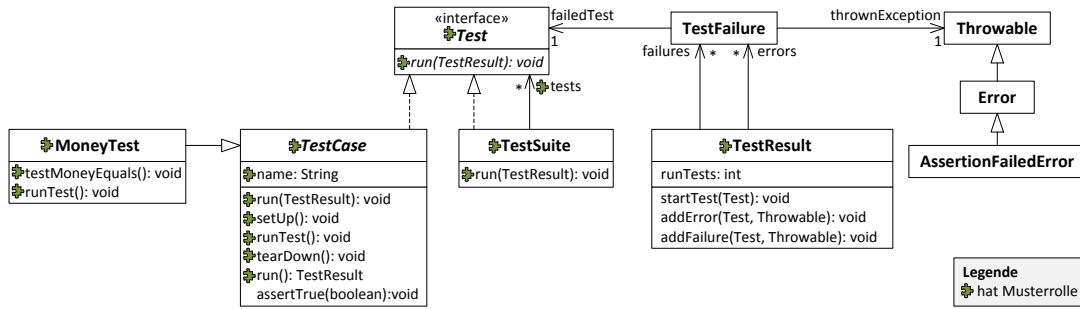 «interface»
Test
run(TestResult): void
failedTest
1
TestFailure
thrownException
1
Throwable
failures
*
*
errors
*
tests
Error
AssertionFailedError
MoneyTest
testMoneyEquals(): void
runTest(): void
TestCase
name: String
run(TestResult): void
setUp(): void
runTest(): void
tearDown(): void
run(): TestResult
assertTrue(boolean):void
TestSuite
run(TestResult): void
TestResult
runTests: int
startTest(Test): void
addError(Test, Throwable): void
addFailure(Test, Throwable): void
Legende
hat Musterrolle